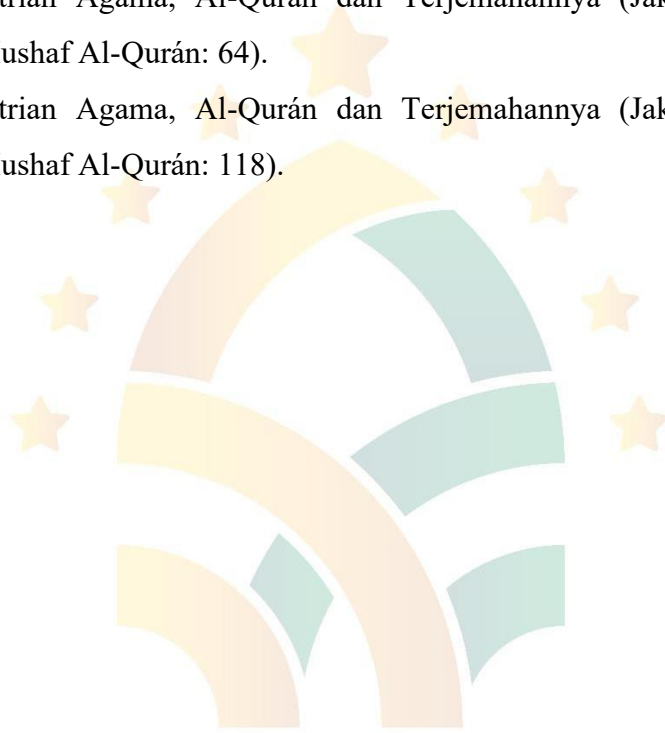 trian Agama, Al-Qurán dan Terjemahannya (Jak
ushaf Al-Qurán: 64).
trian Agama, Al-Qurán dan Terjemahannya (Jak
ushaf Al-Qurán: 118).